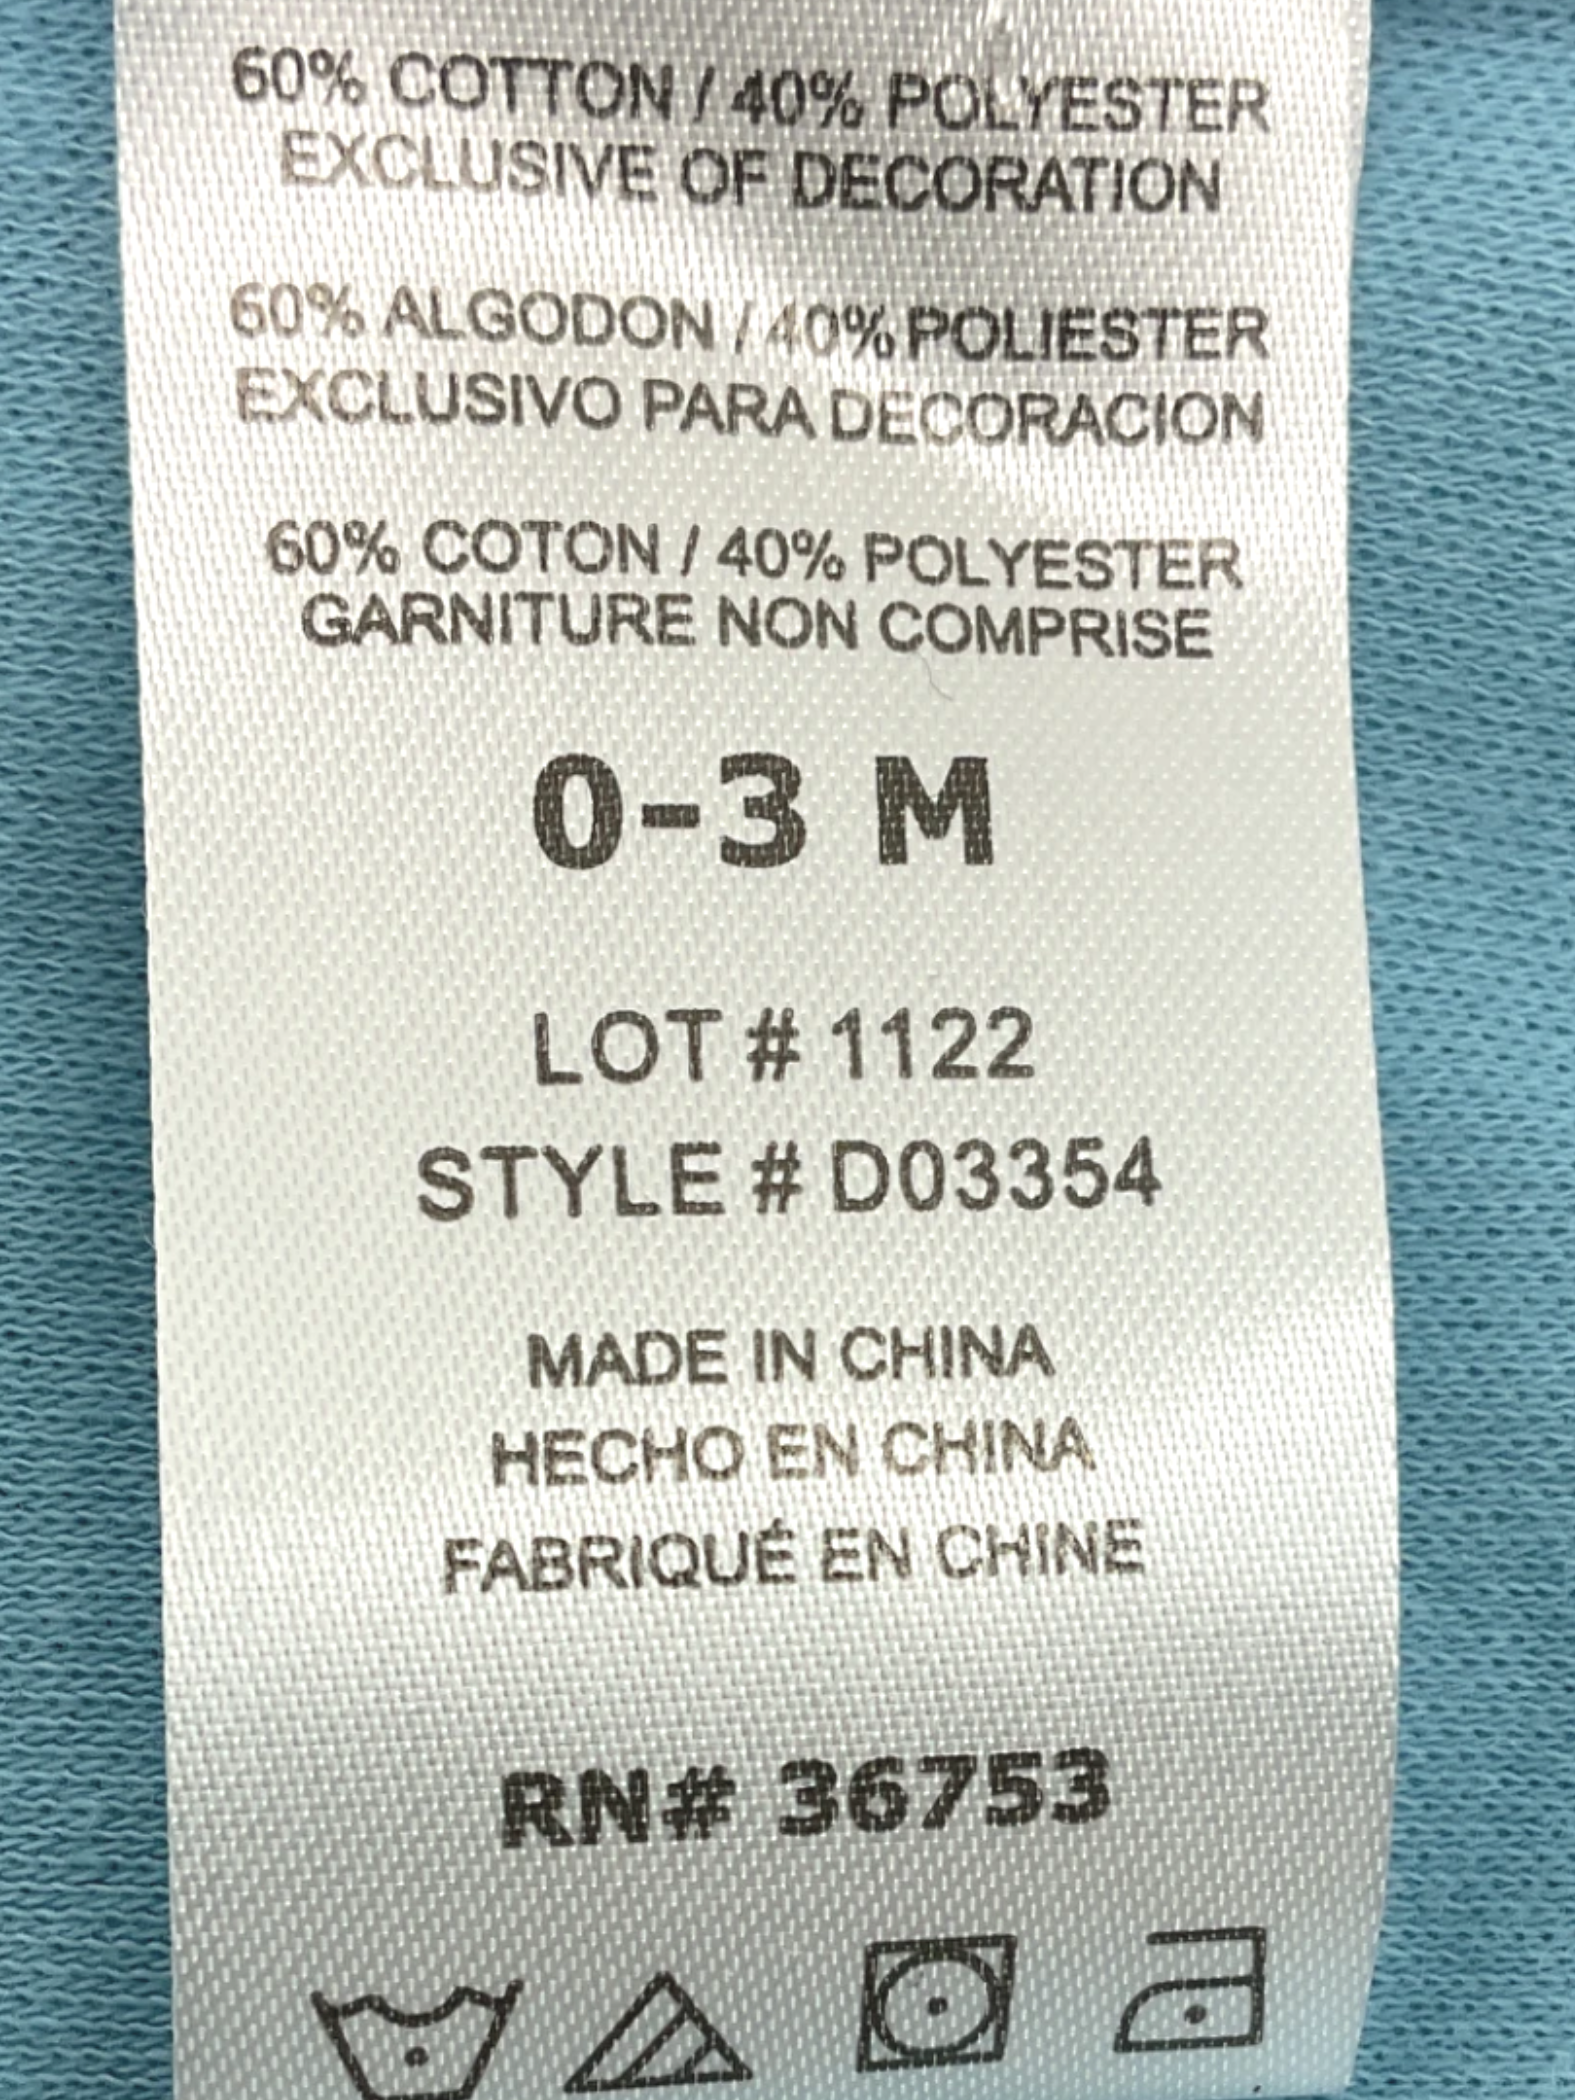 60% COTTON / 40% POLYESTER
EXCLUSIVE OF DECORATION
60% ALGODON / 40% POLIESTER
EXCLUSIVO PARA DECORACION
60% COTON / 40% POLYESTER
GARNITURE NON COMPRISE
0-3 M
LOT # 1122
STYLE # D03354
MADE IN CHINA
HECHO EN CHINA
FABRIQUÉ EN CHINE
RN# 36753